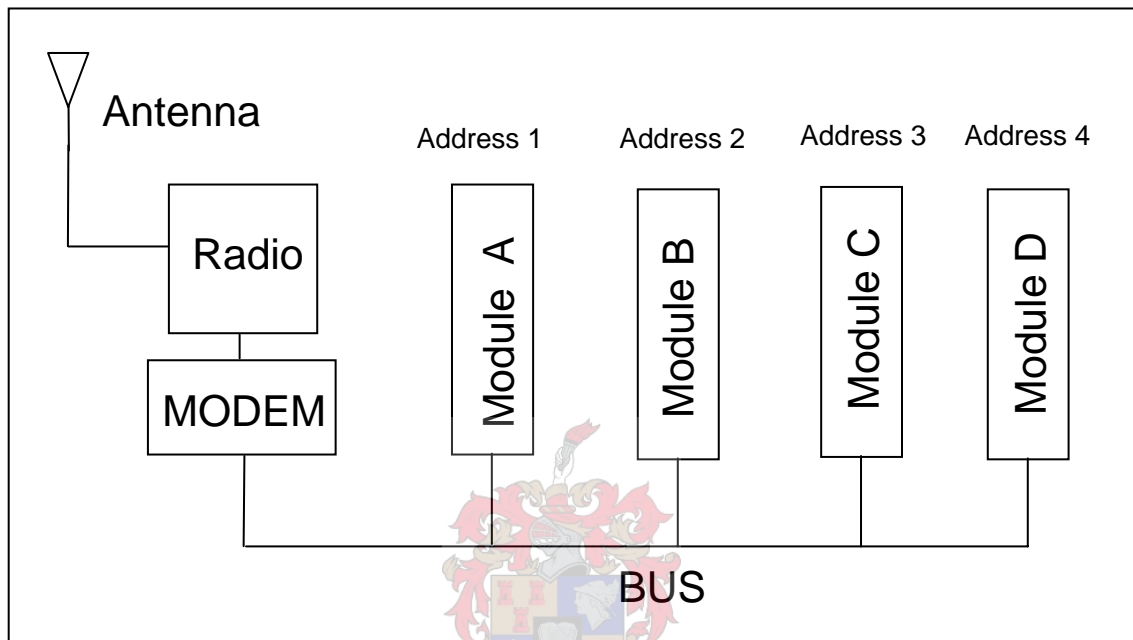 Antenna
Address 1
Address 2
Address 3
Address 4
Radio
MODEM
Module A
Module B
Module C
Module D
BUS